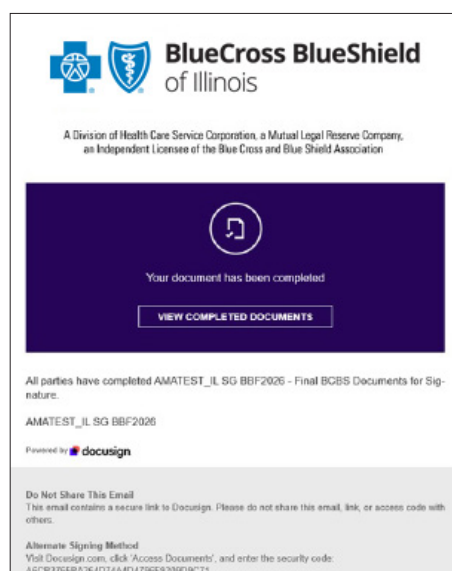 BlueCross BlueShield
of Illinois
A Division of Health Care Service Corporation, a Mutual Legal Reserve Company,
an Independent Licensee of the Blue Cross and Blue Shield Association
Your document has been completed
VIEW COMPLETED DOCUMENTS
All parties have completed AMATEST_IL SG BBF2026 - Final BCBS Documents for Sig-
nature.
AMATEST_IL SG BBF2026
Powered by docusign
Do Not Share This Email
This email contains a secure link to Docusign. Please do not share this email, link, or access code with
others.
Alternate Signing Method
Visit Docusign.com, click 'Access Documents', and enter the security code: